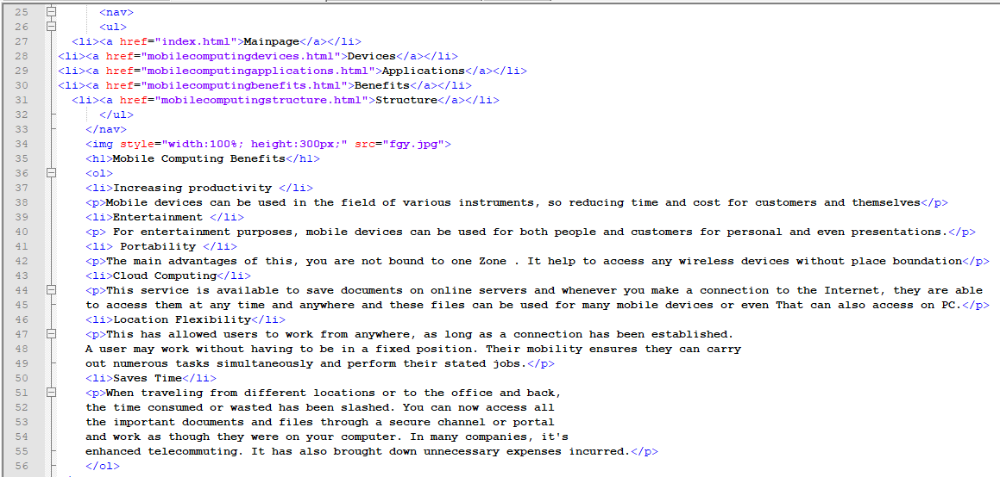 25 <nav>
26 <ul>
27 <li><a href="index.html">Mainpage</a></li>
28 <li><a href="mobilecomputingdevices.html">Devices</a></li>
29 <li><a href="mobilecomputingapplications.html">Applications</a></li>
30 <li><a href="mobilecomputingbenefits.html">Benefits</a></li>
31 <li><a href="mobilecomputingstructure.html">Structure</a></li>
32 </ul>
33 </nav>
34 <img style="width:100%; height:300px;" src="fgy.jpg">
35 <h1>Mobile Computing Benefits</h1>
36 <ol>
37 <li>Increasing productivity </li>
38 <p>Mobile devices can be used in the field of various instruments, so reducing time and cost for customers and themselves</p>
39 <li>Entertainment </li>
40 <p> For entertainment purposes, mobile devices can be used for both people and customers for personal and even presentations.</p>
41 <li> Portability </li>
42 <p>The main advantages of this, you are not bound to one Zone . It help to access any wireless devices without place boundation</p>
43 <li>Cloud Computing</li>
44 <p>This service is available to save documents on online servers and whenever you make a connection to the Internet, they are able
45 to access them at any time and anywhere and these files can be used for many mobile devices or even That can also access on PC.</p>
46 <li>Location Flexibility</li>
47 <p>This has allowed users to work from anywhere, as long as a connection has been established.
48 A user may work without having to be in a fixed position. Their mobility ensures they can carry
49 out numerous tasks simultaneously and perform their stated jobs.</p>
50 <li>Saves Time</li>
51 <p>When traveling from different locations or to the office and back,
52 the time consumed or wasted has been slashed. You can now access all
53 the important documents and files through a secure channel or portal
54 and work as though they were on your computer. In many companies, it's
55 enhanced telecommuting. It has also brought down unnecessary expenses incurred.</p>
56 </ol>